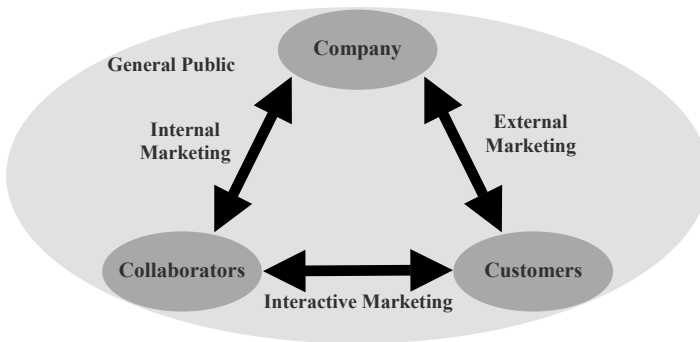 Company
General Public
Internal
Marketing
External
Marketing
Collaborators
Customers
Interactive Marketing